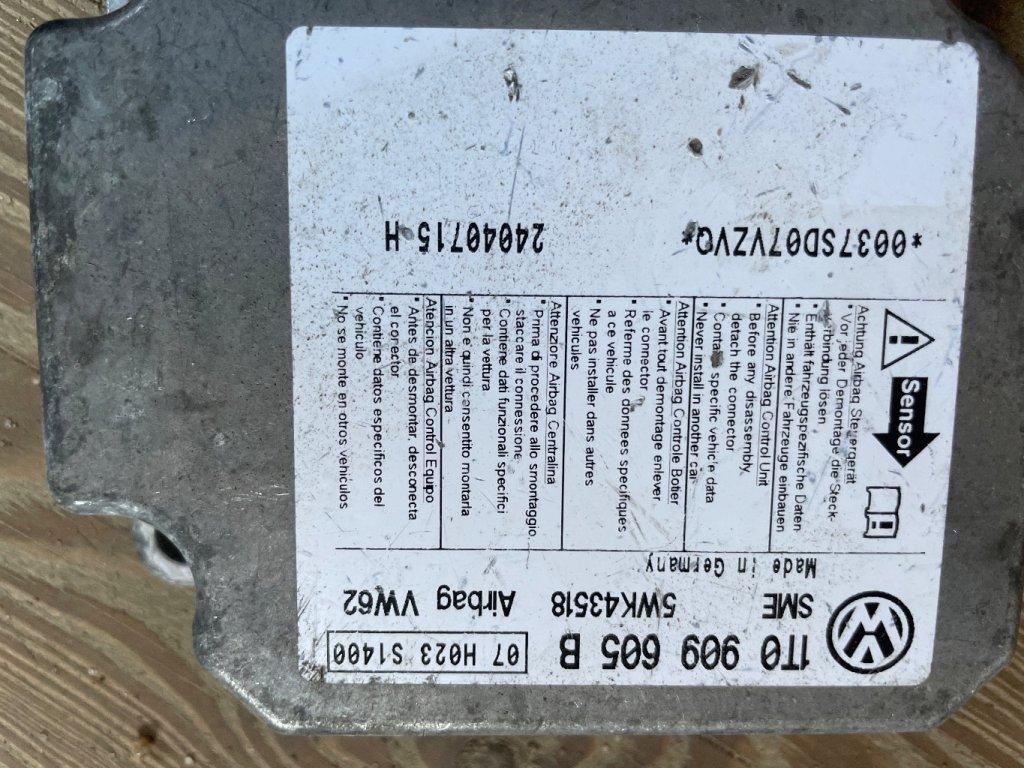 1T0 909 605 B
07 H023 S1400
SME
5WK43518
Airbag VW62
Made in Germany
Sensor
Achtung Airbag Steuergerät
• Vor jeder Demontage die Steck-
verbindung lösen
• Enthält fahrzeugspezifische Daten
• Nie in andere Fahrzeuge einbauen
Attention Airbag Control Unit
• Before any disassembly,
detach the connector
• Contains specific vehicle data
• Never install in another car
Attention Airbag Controle Botier
• Avant tout demontage enlever
le connector
• Referme des donnees specifiques
a ce vehicule
• Ne pas installer dans autres
vehicules
Attenzione Airbag Centralina
• Prima di procedere allo smontaggio,
staccare il connessione
• Contiene dati funzionali specifici
per la vettura
• Non è quindi consentito montarla
in un altro vettura
Atencion Airbag Control Equipo
• Antes de desmontar, desconecta
el conector
• Contiene datos especificos del
vehiculo
• No se monte en otros vehiculos
*0037SD07VZVQ*
24040715 H